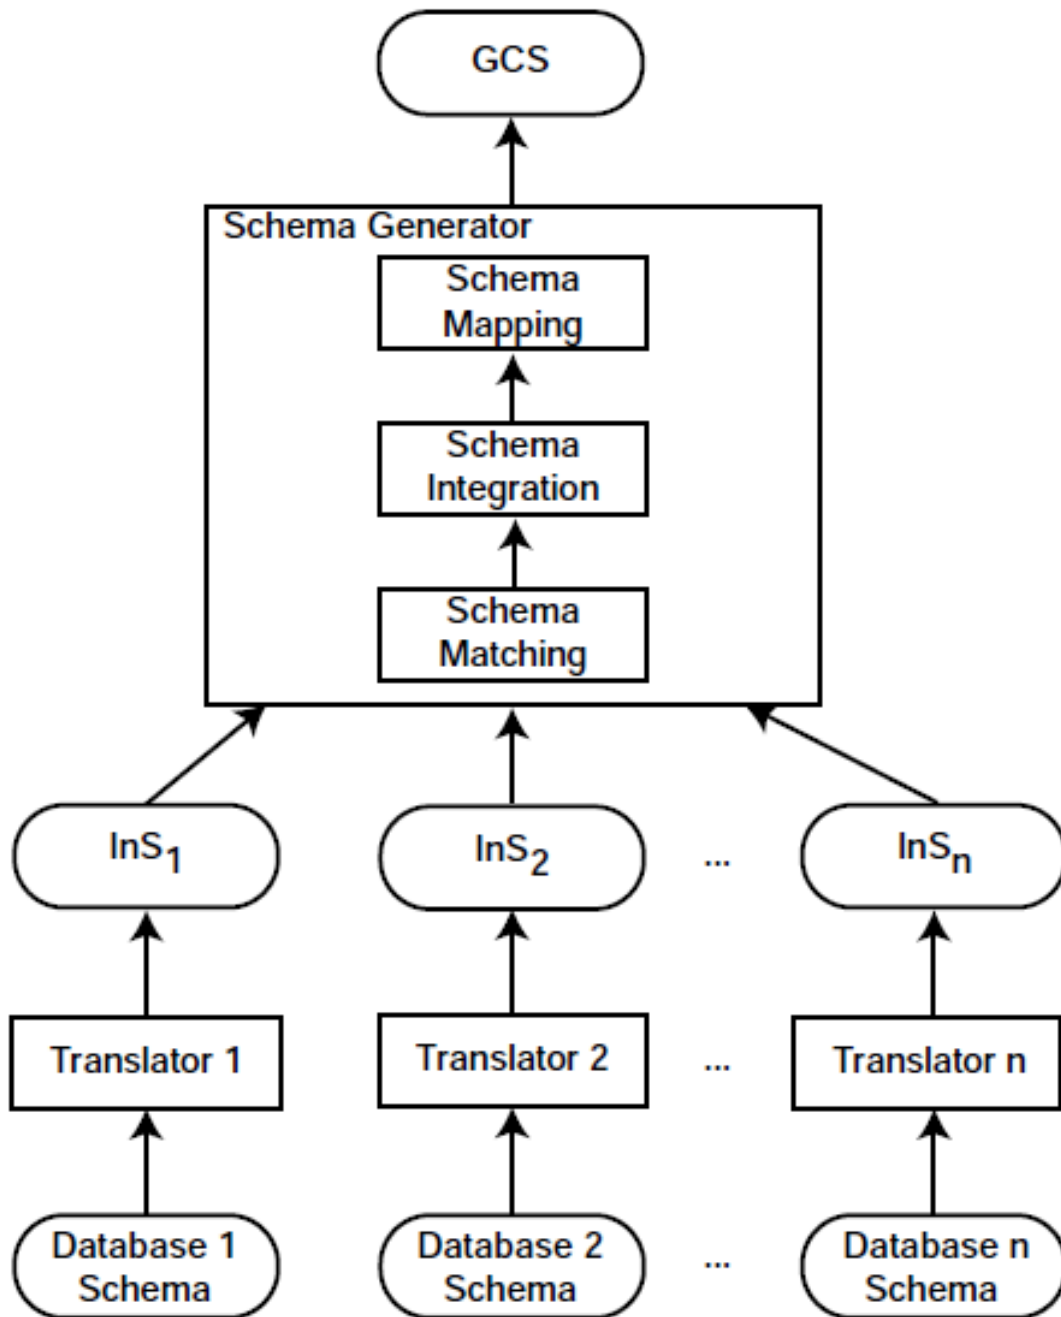 GCS
Schema Generator
Schema
Mapping
Schema
Integration
Schema
Matching
InS1
InS2
...
InSn
Translator 1
Translator 2
...
Translator n
Database 1
Schema
Database 2
Schema
...
Database n
Schema